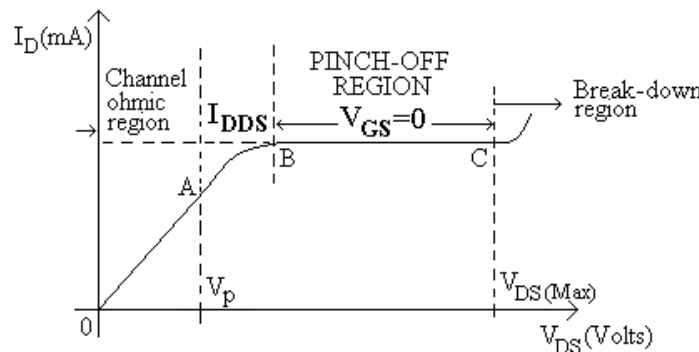 I_D(mA)
Channel
ohmic
region
I_DDS
PINCH-OFF
REGION
V_GS=0
Break-down
region
A
B
C
V_p
V_DS(Max)
0
V_DS(Volts)